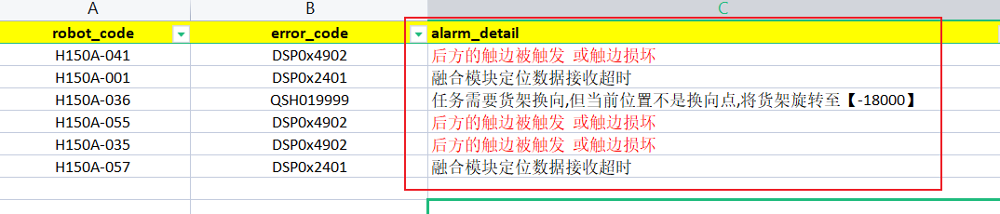 A B C
robot_code error_code alarm_detail
H150A-041 DSP0x4902 后方的触边被触发 或触边损坏
H150A-001 DSP0x2401 融合模块定位数据接收超时
H150A-036 QSH019999 任务需要货架换向,但当前位置不是换向点,将货架旋转至【-18000】
H150A-055 DSP0x4902 后方的触边被触发 或触边损坏
H150A-035 DSP0x4902 后方的触边被触发 或触边损坏
H150A-057 DSP0x2401 融合模块定位数据接收超时